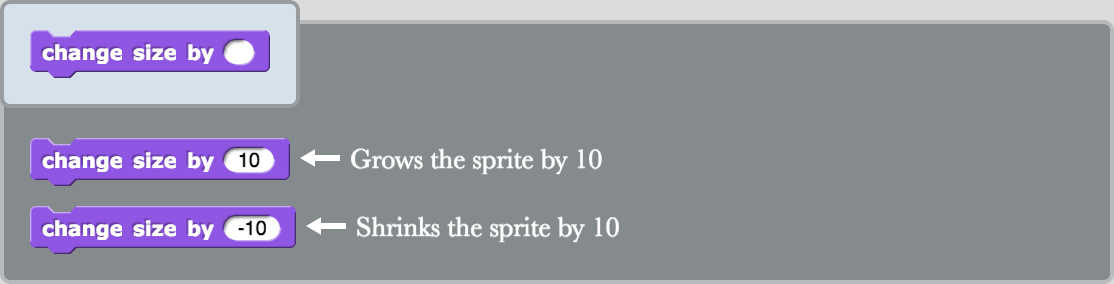 change size by
change size by 10 Grows the sprite by 10
change size by -10 Shrinks the sprite by 10